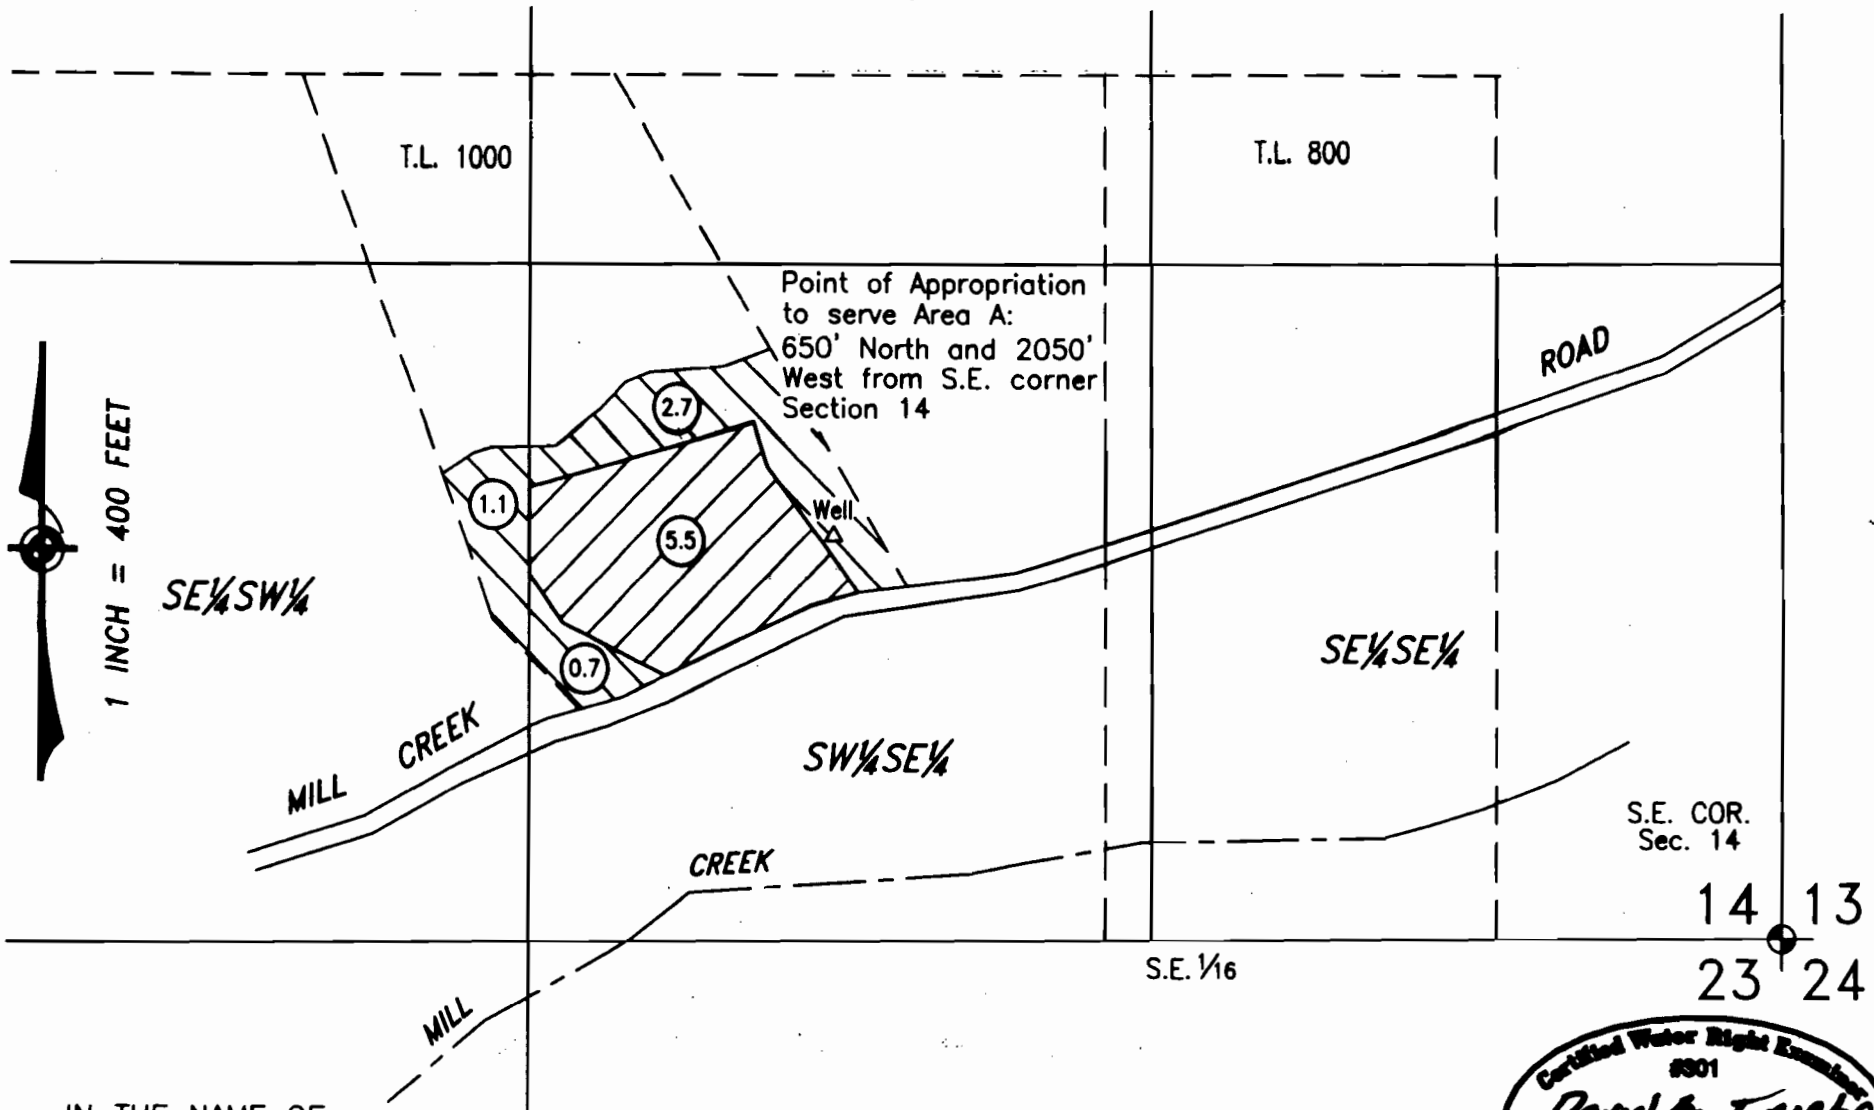 T.L. 1000
T.L. 800
Point of Appropriation
to serve Area A:
650' North and 2050'
West from S.E. corner
Section 14
ROAD
2.7
1.1
Well
5.5
1 INCH = 400 FEET
SE¼SW¼
0.7
SE¼SE¼
CREEK
MILL
SW¼SE¼
S.E. COR.
Sec. 14
CREEK
14 13
S.E. 1/16
23 24
MILL
Certified Water Right Examiner
#301
IN THE NAME OF